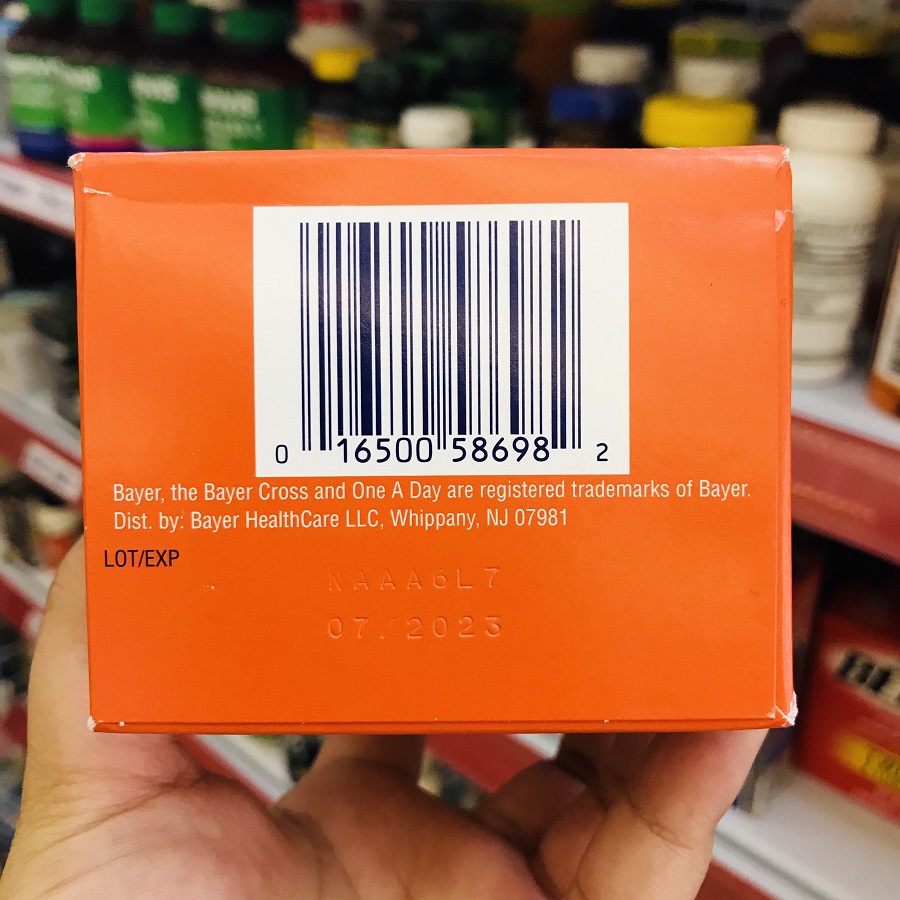 0 16500 58698 2
Bayer, the Bayer Cross and One A Day are registered trademarks of Bayer.
Dist. by: Bayer HealthCare LLC, Whippany, NJ 07981
LOT/EXP
NAAA6L7
07/2023